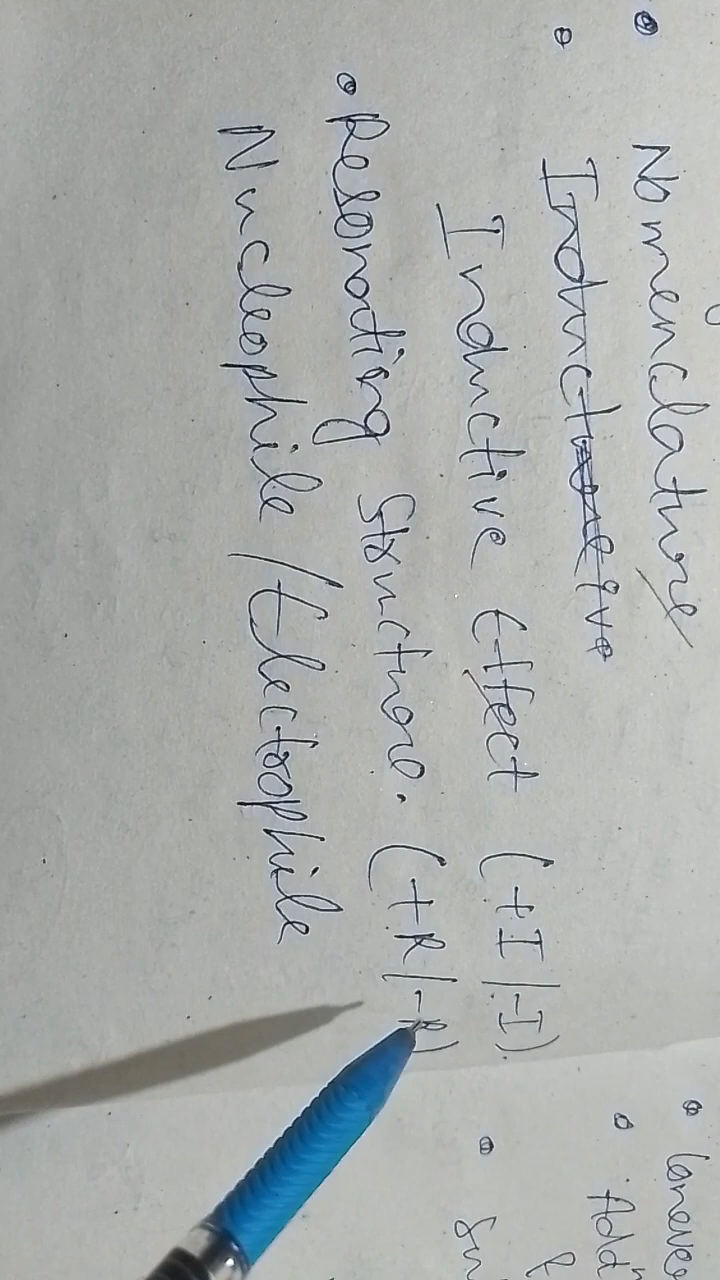 Nomenclature
Inductive
Inductive Effect (+I/-I).
Resonating Structure. (+R/-R)
Nucleophile/Electrophile